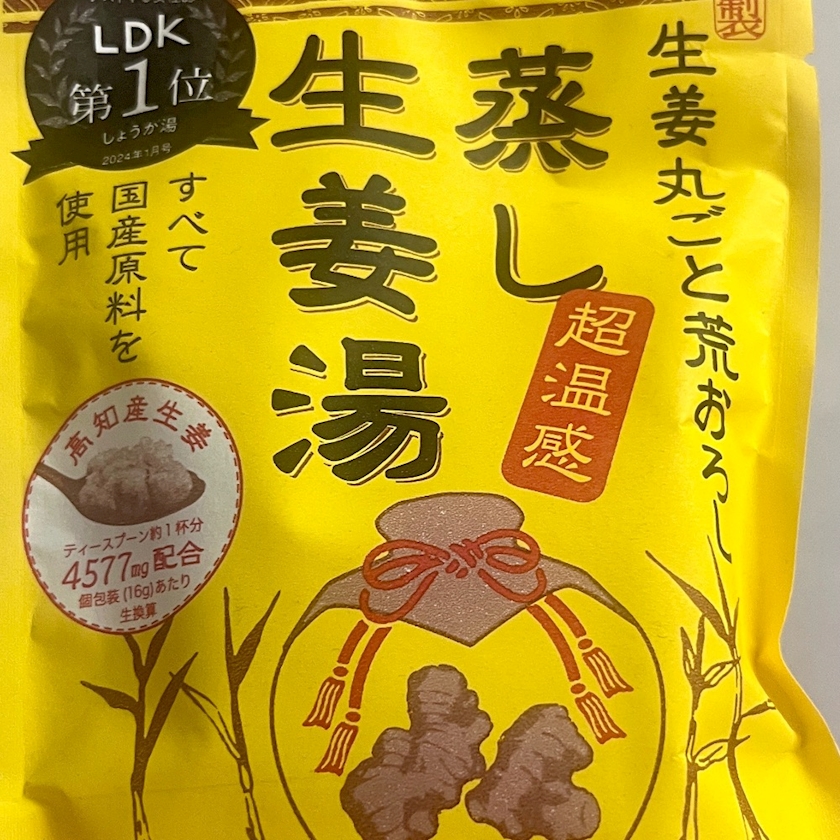 LDK
第1位
しょうが湯
2024年1月号
製
生姜丸ごと荒おろし
蒸し
生姜湯
超温感
すべて
国産原料を
使用
高知産生姜
ティースプーン約1杯分
4577mg配合
個包装(16g)あたり
生換算